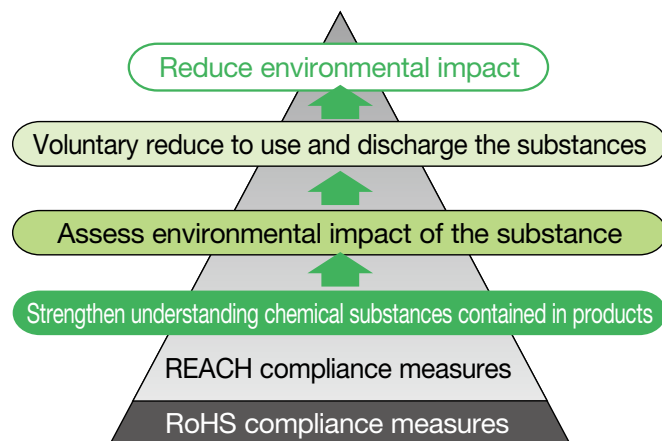 Reduce environmental impact
Voluntary reduce to use and discharge the substances
Assess environmental impact of the substance
Strengthen understanding chemical substances contained in products
REACH compliance measures
RoHS compliance measures